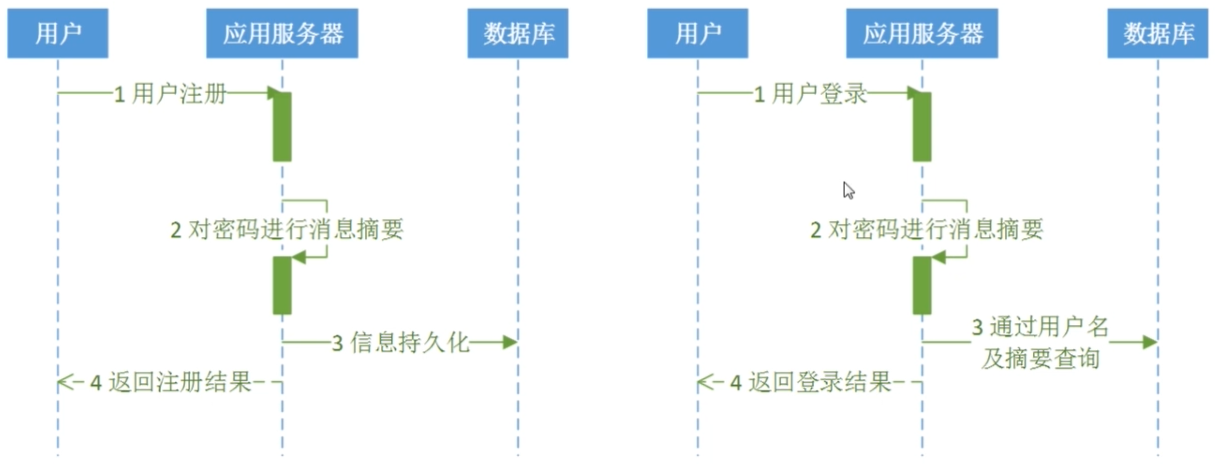 用户
应用服务器
数据库
1 用户注册
2 对密码进行消息摘要
3 信息持久化
4 返回注册结果
用户
应用服务器
数据库
1 用户登录
2 对密码进行消息摘要
3 通过用户名
及摘要查询
4 返回登录结果